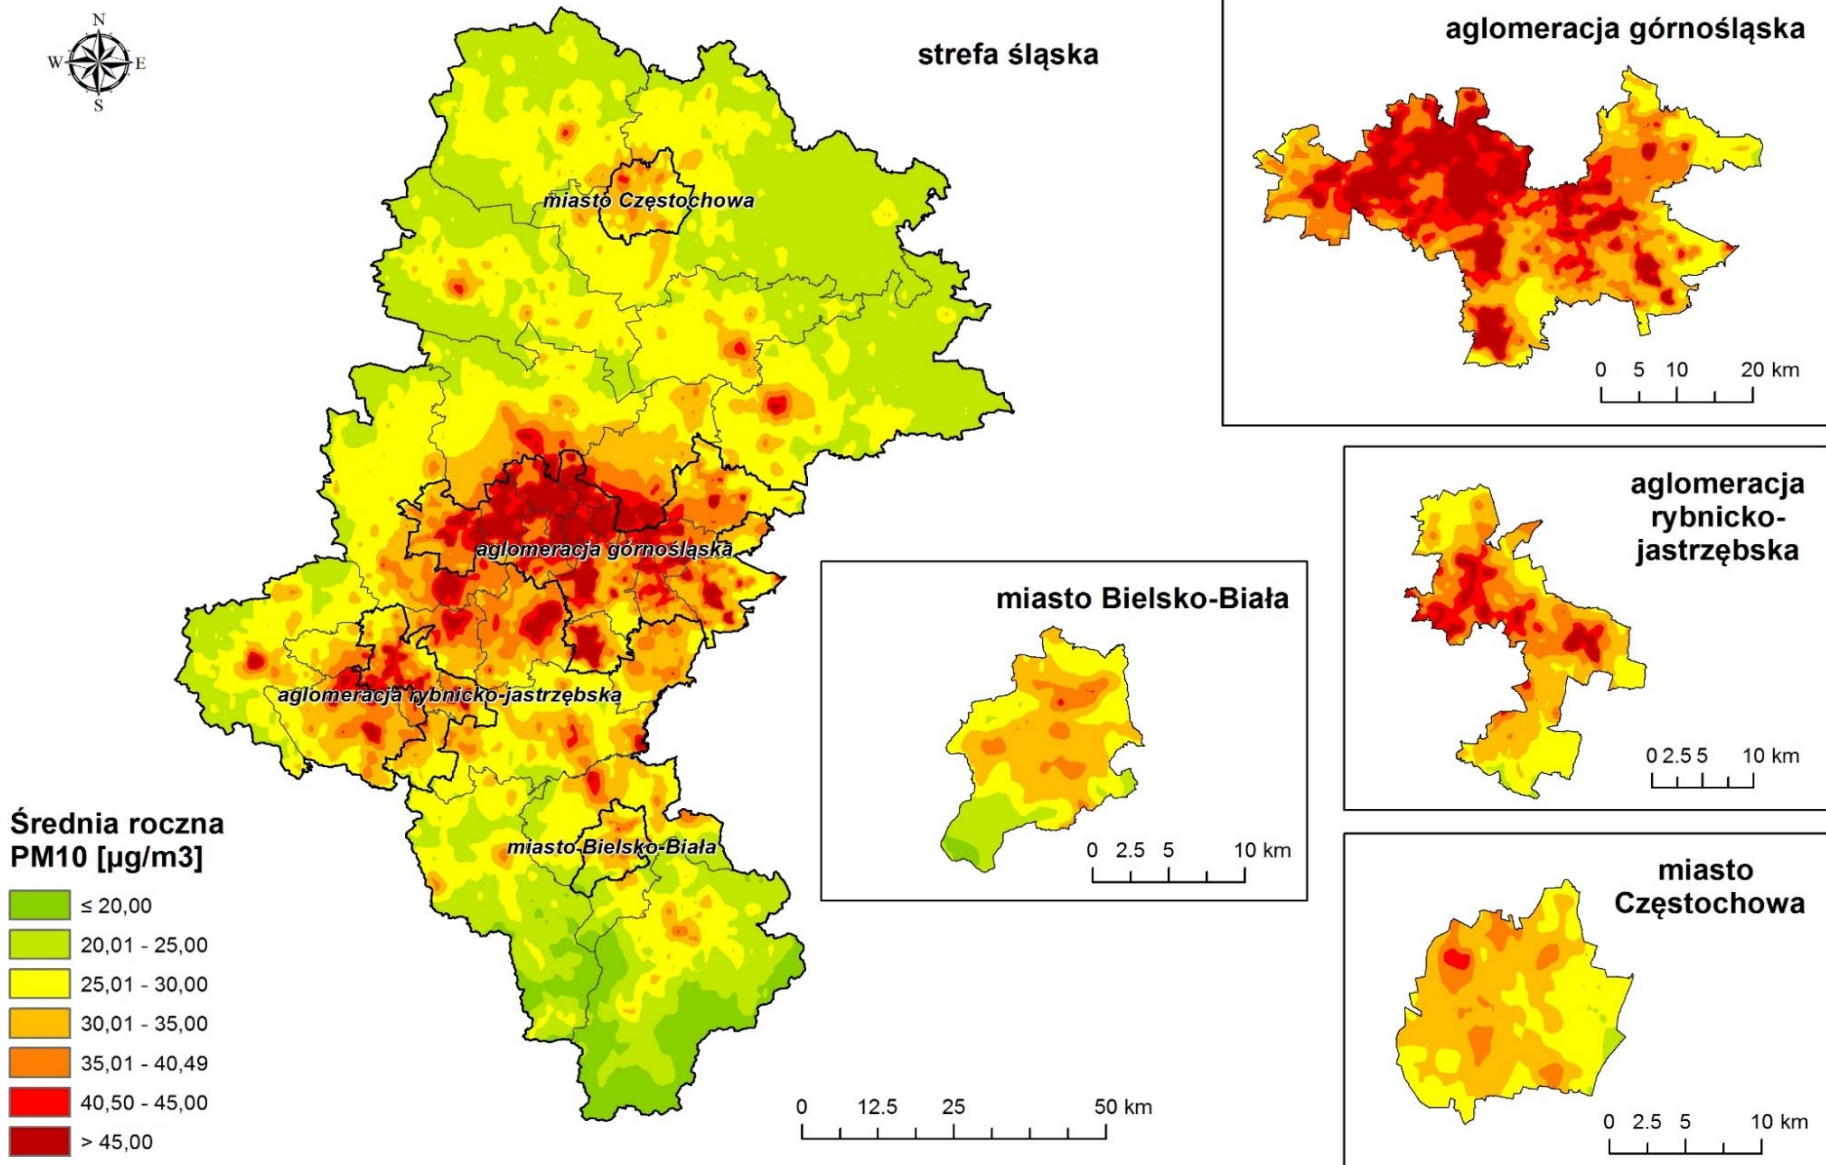 N
W E
S
strefa śląska
miasto Częstochowa
aglomeracja górnośląska
aglomeracja rybnicko-jastrzębska
miasto Bielsko-Biała
Średnia roczna
PM10 [µg/m3]
≤ 20,00
20,01 - 25,00
25,01 - 30,00
30,01 - 35,00
35,01 - 40,49
40,50 - 45,00
> 45,00
0 12.5 25 50 km
aglomeracja górnośląska
0 5 10 20 km
aglomeracja
rybnicko-
jastrzębska
0 2.5 5 10 km
miasto Bielsko-Biała
0 2.5 5 10 km
miasto
Częstochowa
0 2.5 5 10 km